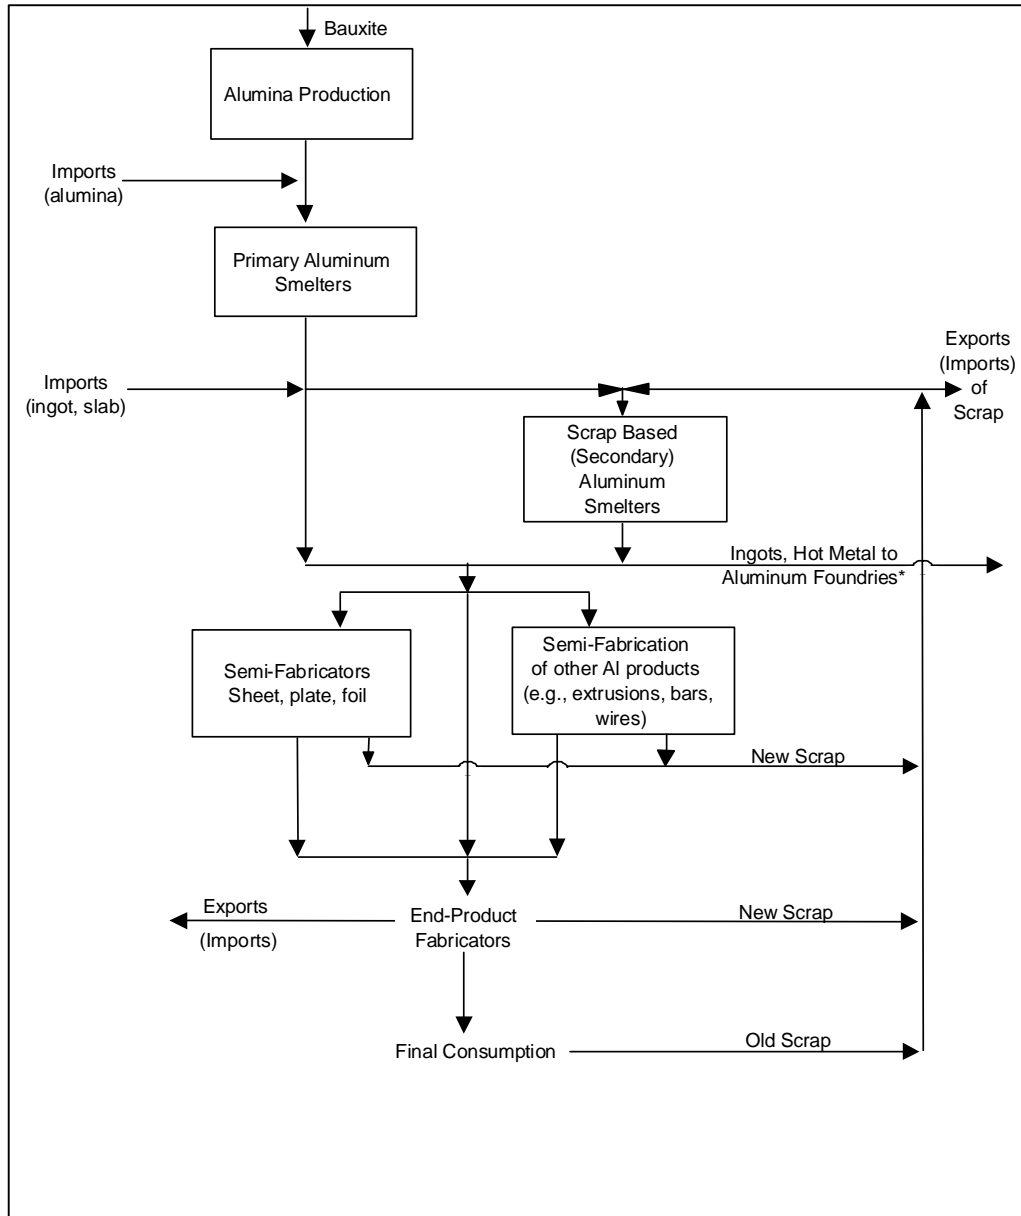 Bauxite
Alumina Production
Imports
(alumina)
Primary Aluminum
Smelters
Exports
(Imports)
of
Scrap
Imports
(ingot, slab)
Scrap Based
(Secondary)
Aluminum
Smelters
Ingots, Hot Metal to
Aluminum Foundries*
Semi-Fabricators
Sheet, plate, foil
Semi-Fabrication
of other Al products
(e.g., extrusions, bars,
wires)
New Scrap
Exports
(Imports)
End-Product
Fabricators
New Scrap
Final Consumption
Old Scrap